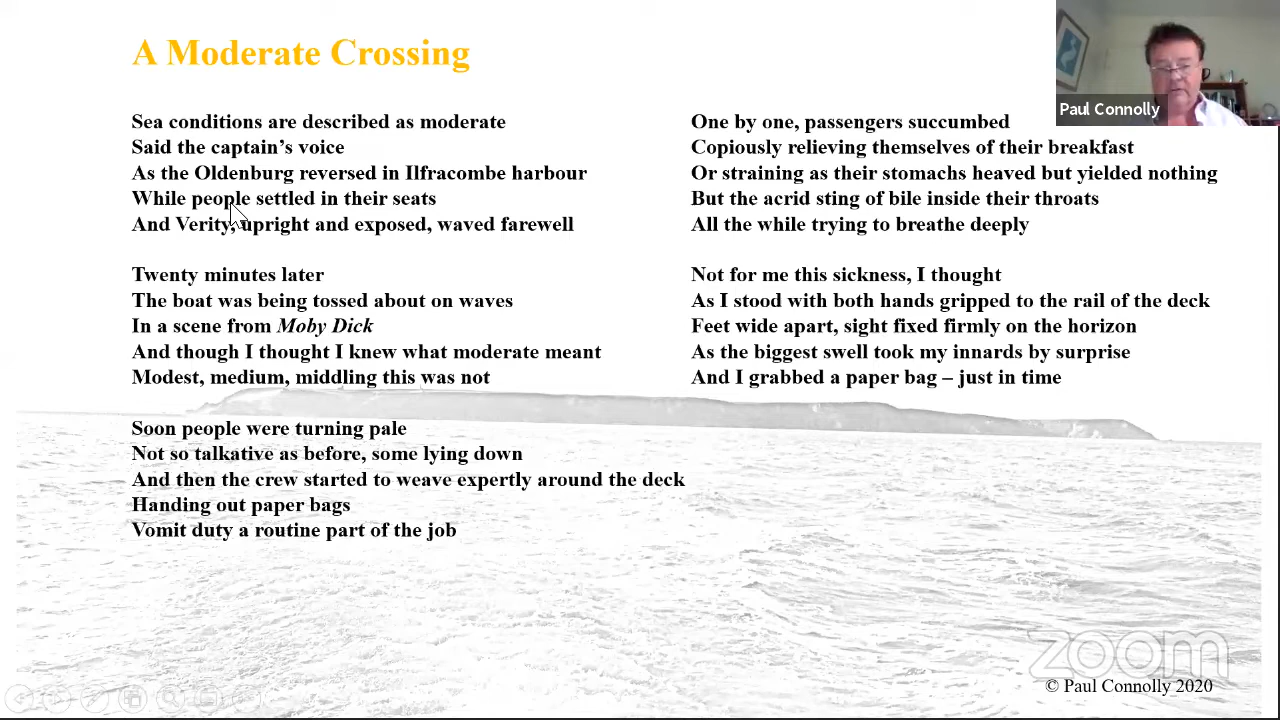 A Moderate Crossing
Sea conditions are described as moderate
Said the captain's voice
As the Oldenburg reversed in Ilfracombe harbour
While people settled in their seats
And Verity, upright and exposed, waved farewell
Twenty minutes later
The boat was being tossed about on waves
In a scene from Moby Dick
And though I thought I knew what moderate meant
Modest, medium, middling this was not
Soon people were turning pale
Not so talkative as before, some lying down
And then the crew started to weave expertly around the deck
Handing out paper bags
Vomit duty a routine part of the job
One by one, passengers succumbed
Copiously relieving themselves of their breakfast
Or straining as their stomachs heaved but yielded nothing
But the acrid sting of bile inside their throats
All the while trying to breathe deeply
Not for me this sickness, I thought
As I stood with both hands gripped to the rail of the deck
Feet wide apart, sight fixed firmly on the horizon
As the biggest swell took my innards by surprise
And I grabbed a paper bag – just in time
Paul Connolly
zoom
© Paul Connolly 2020